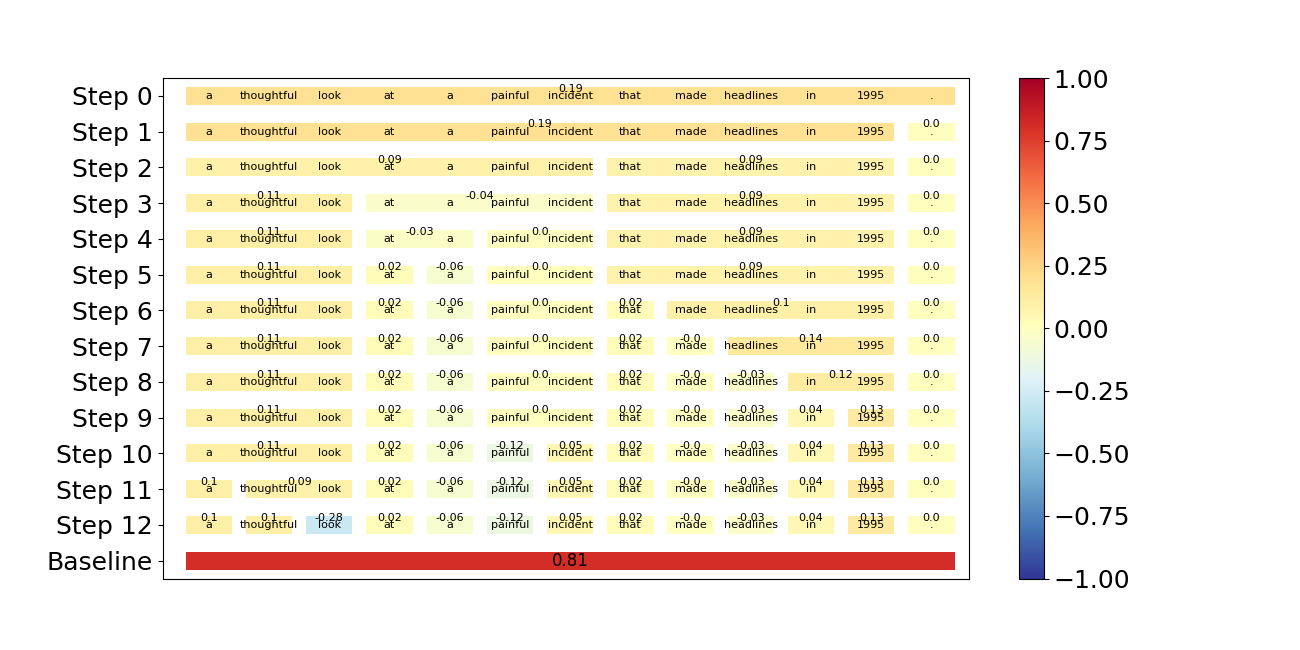 0.19
Step 0 a thoughtful look at a painful incident that made headlines in 1995 .
0.19 0.0
Step 1 a thoughtful look at a painful incident that made headlines in 1995 .
0.09 0.09 0.0
Step 2 a thoughtful look at a painful incident that made headlines in 1995 .
0.11 -0.04 0.09 0.0
Step 3 a thoughtful look at a painful incident that made headlines in 1995 .
0.11 -0.03 0.0 0.09 0.0
Step 4 a thoughtful look at a painful incident that made headlines in 1995 .
0.11 0.02 -0.06 0.0 0.09 0.0
Step 5 a thoughtful look at a painful incident that made headlines in 1995 .
0.11 0.02 -0.06 0.0 0.02 0.1 0.0
Step 6 a thoughtful look at a painful incident that made headlines in 1995 .
0.11 0.02 -0.06 0.0 0.02 -0.0 0.14 0.0
Step 7 a thoughtful look at a painful incident that made headlines in 1995 .
0.11 0.02 -0.06 0.0 0.02 -0.0 -0.03 0.12 0.0
Step 8 a thoughtful look at a painful incident that made headlines in 1995 .
0.11 0.02 -0.06 0.0 0.02 -0.0 -0.03 0.04 0.13 0.0
Step 9 a thoughtful look at a painful incident that made headlines in 1995 .
0.11 0.02 -0.06 -0.12 0.05 0.02 -0.0 -0.03 0.04 0.13 0.0
Step 10 a thoughtful look at a painful incident that made headlines in 1995 .
0.1 0.09 0.02 -0.06 -0.12 0.05 0.02 -0.0 -0.03 0.04 0.13 0.0
Step 11 a thoughtful look at a painful incident that made headlines in 1995 .
0.1 0.1 -0.28 0.02 -0.06 -0.12 0.05 0.02 -0.0 -0.03 0.04 0.13 0.0
Step 12 a thoughtful look at a painful incident that made headlines in 1995 .
Baseline 0.81
1.00
0.75
0.50
0.25
0.00
−0.25
−0.50
−0.75
−1.00